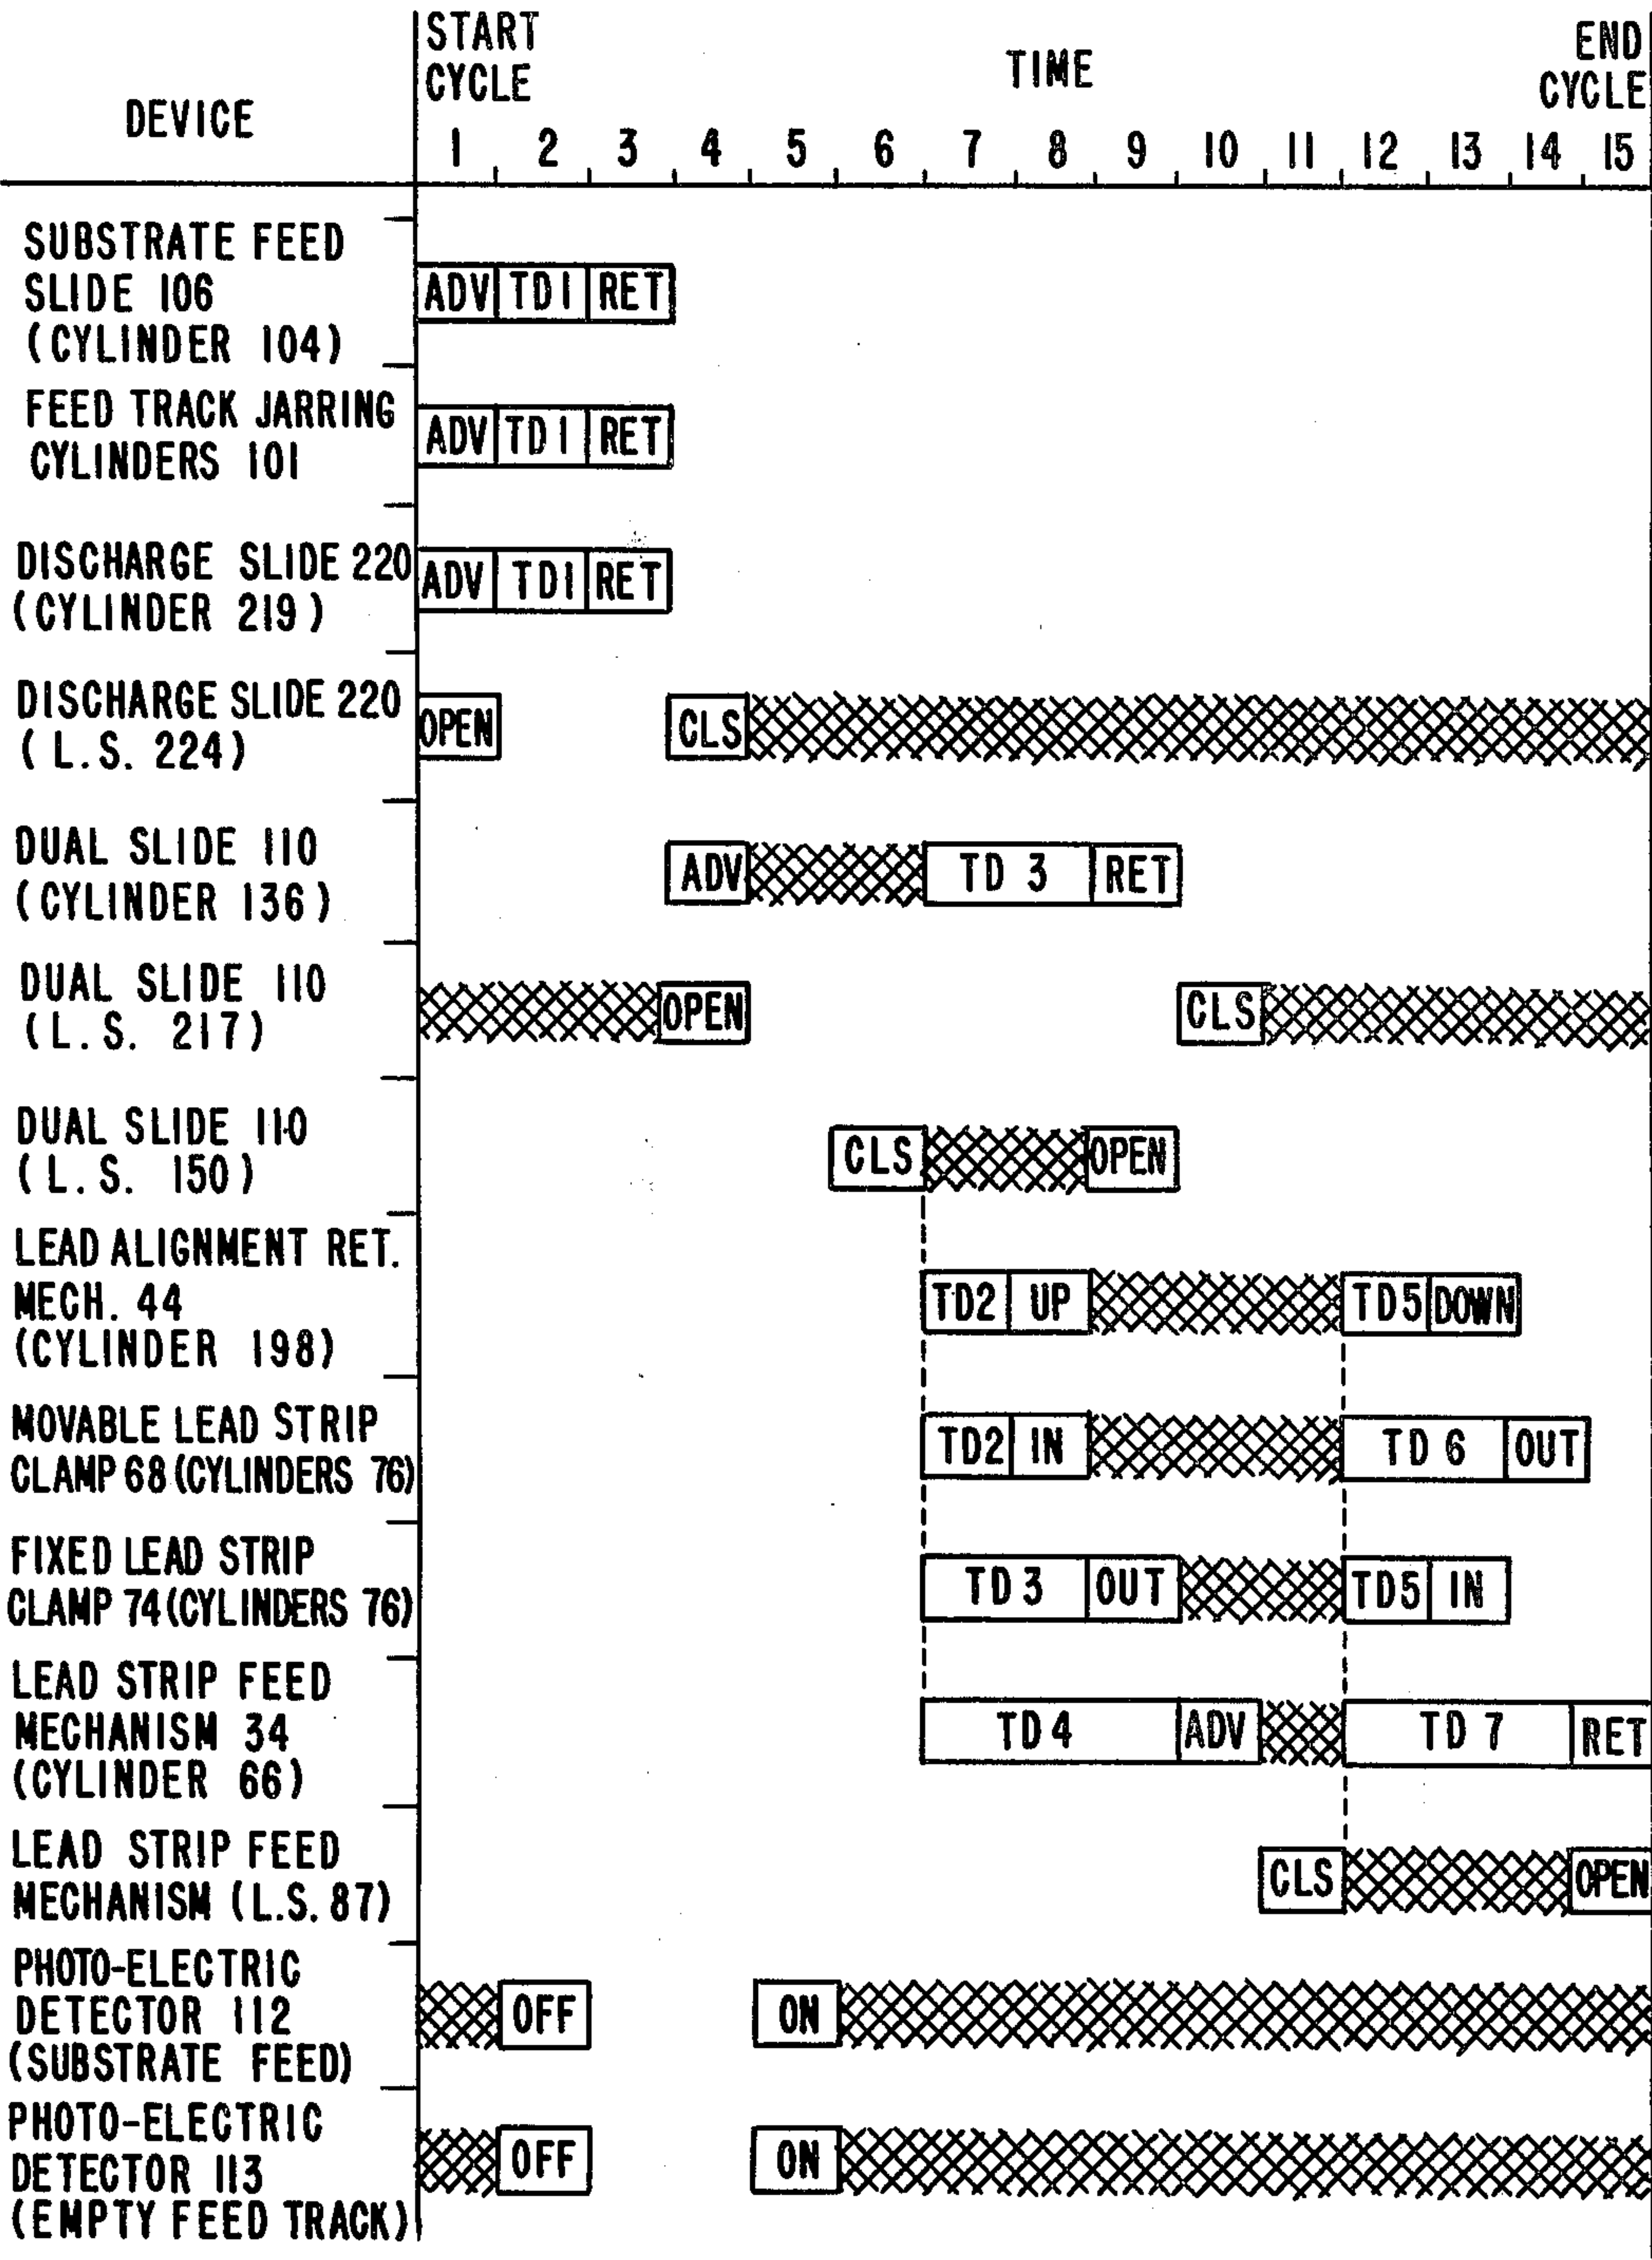 START
CYCLE
TIME
END
CYCLE
DEVICE
1 2 3 4 5 6 7 8 9 10 11 12 13 14 15
SUBSTRATE FEED
SLIDE 106
(CYLINDER 104)
ADV TD1 RET
FEED TRACK JARRING
CYLINDERS 101
ADV TD1 RET
DISCHARGE SLIDE 220
(CYLINDER 219)
ADV TD1 RET
DISCHARGE SLIDE 220
(L.S. 224)
OPEN CLS
DUAL SLIDE 110
(CYLINDER 136)
ADV TD 3 RET
DUAL SLIDE 110
(L.S. 217)
OPEN CLS
DUAL SLIDE 110
(L.S. 150)
CLS OPEN
LEAD ALIGNMENT RET.
MECH. 44
(CYLINDER 198)
TD2 UP TD5 DOWN
MOVABLE LEAD STRIP
CLAMP 68 (CYLINDERS 76)
TD2 IN TD 6 OUT
FIXED LEAD STRIP
CLAMP 74 (CYLINDERS 76)
TD 3 OUT TD5 IN
LEAD STRIP FEED
MECHANISM 34
(CYLINDER 66)
TD4 ADV TD 7 RET
LEAD STRIP FEED
MECHANISM (L.S. 87)
CLS OPEN
PHOTO-ELECTRIC
DETECTOR 112
(SUBSTRATE FEED)
OFF ON
PHOTO-ELECTRIC
DETECTOR 113
(EMPTY FEED TRACK)
OFF ON